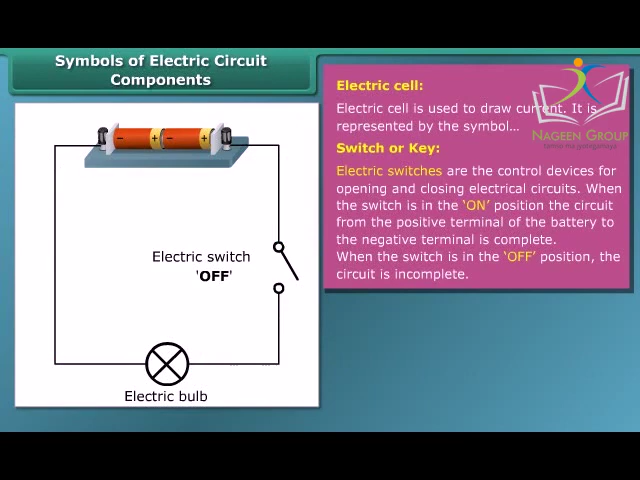 Symbols of Electric Circuit
Components
Electric cell:
Electric cell is used to draw current. It is
represented by the symbol...
Switch or Key:
Electric switches are the control devices for
opening and closing electrical circuits. When
the switch is in the ‘ON’ position the circuit
from the positive terminal of the battery to
the negative terminal is complete.
When the switch is in the ‘OFF’ position, the
circuit is incomplete.
NAGEEN GROUP
− + − +
Electric switch
'OFF'
Electric bulb